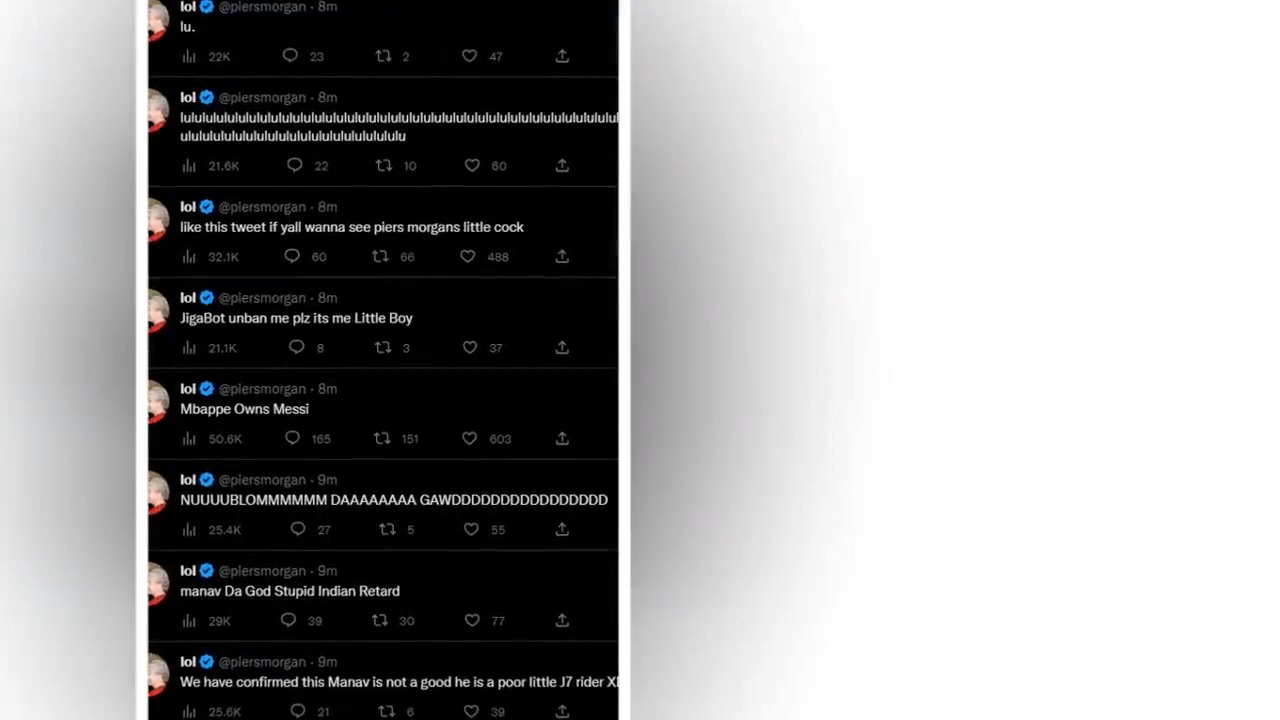 lol @piersmorgan · 8m
lu.
22K 23 2 47
lol @piersmorgan · 8m
21.6K 22 10 60
lol @piersmorgan · 8m
like this tweet if yall wanna see piers morgans little cock
32.1K 60 66 488
lol @piersmorgan · 8m
JigaBot unban me plz its me Little Boy
21.1K 8 3 37
lol @piersmorgan · 8m
Mbappe Owns Messi
50.6K 165 151 603
lol @piersmorgan · 9m
NUUUUBLOMMMMMM DAAAAAAAA GAWDDDDDDDDDDDDDDDD
25.4K 27 5 55
lol @piersmorgan · 9m
manav Da God Stupid Indian Retard
29K 39 30 77
lol @piersmorgan · 9m
We have confirmed this Manav is not a good he is a poor little J7 rider
25.6K 21 6 39